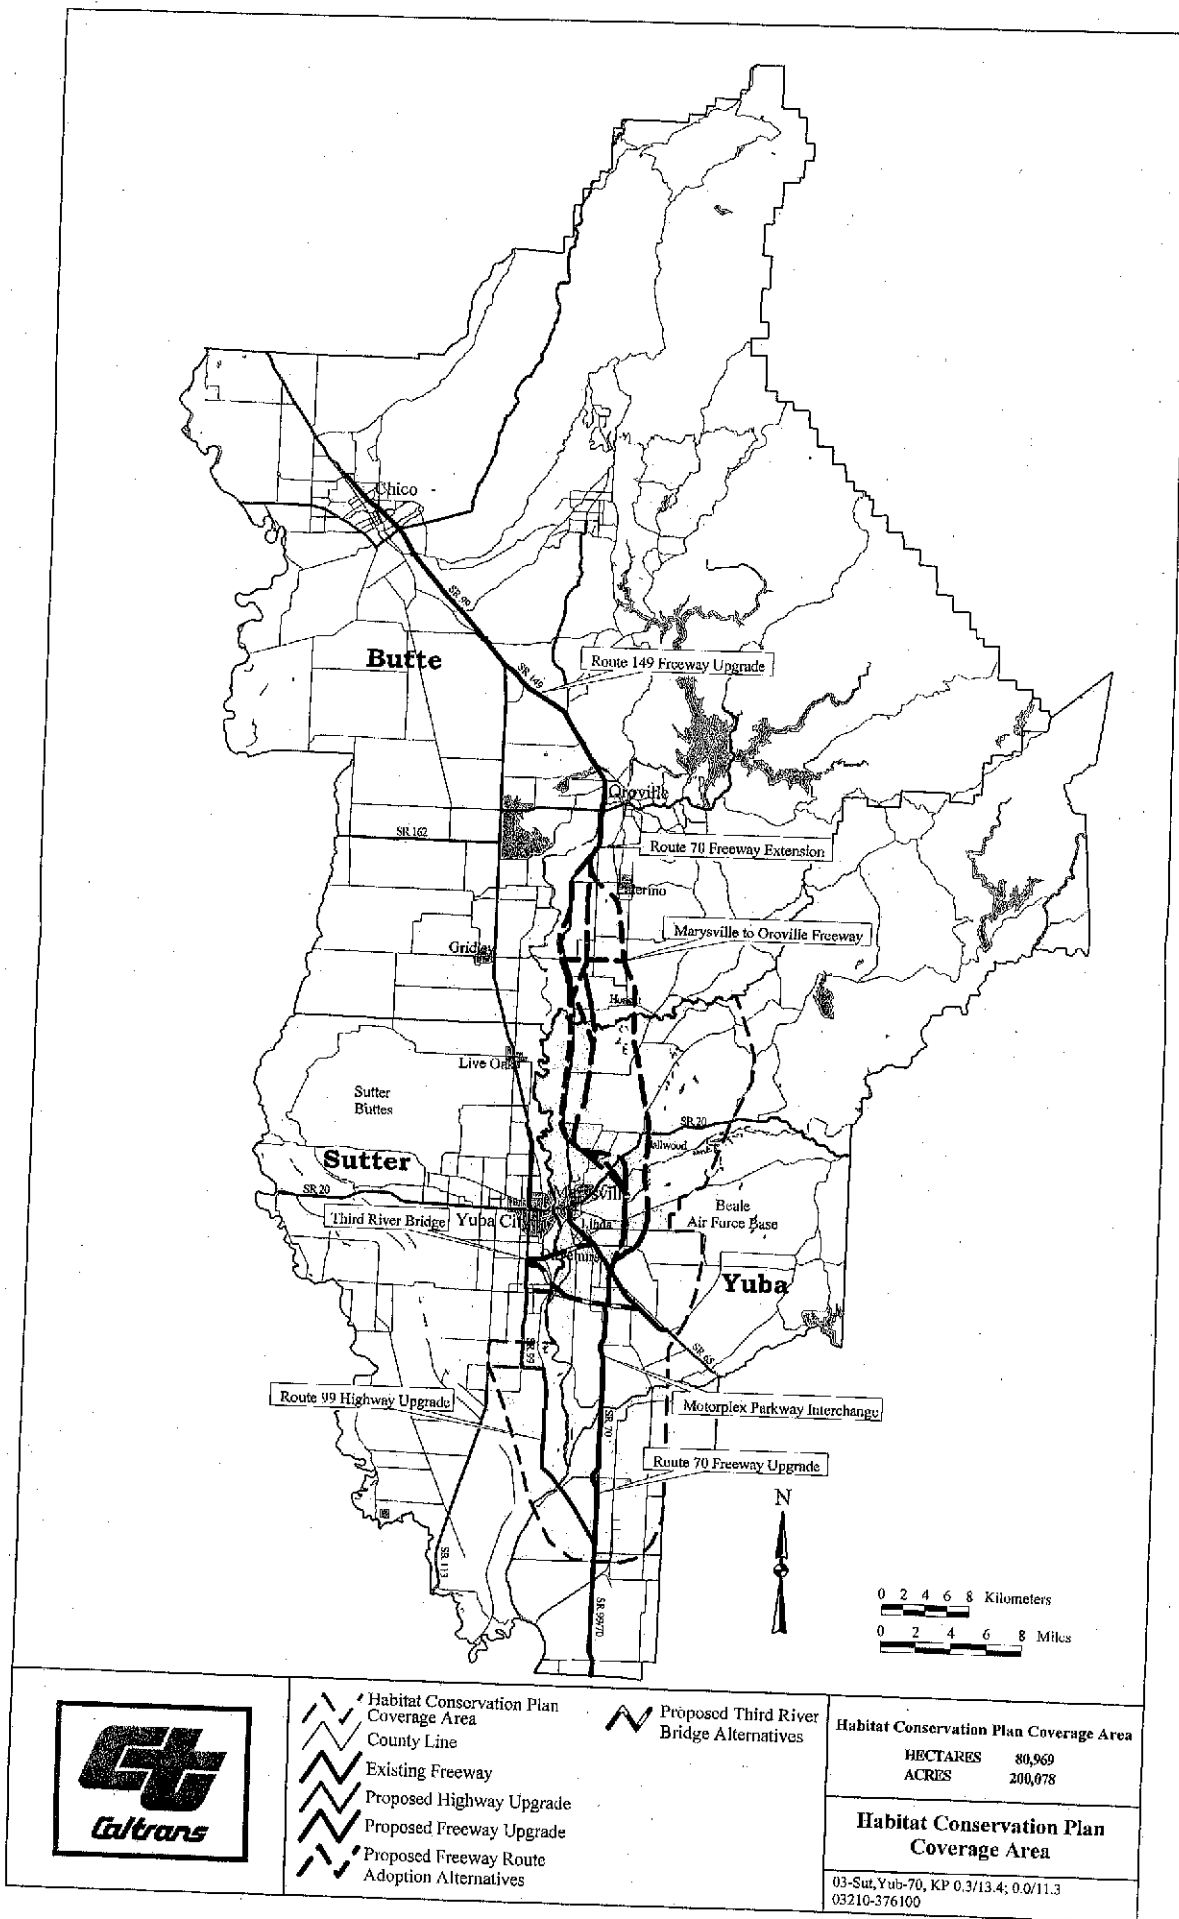 Chico
SR 99
Butte
SR 149
Route 149 Freeway Upgrade
Oroville
SR 162
Route 70 Freeway Extension
Marysville to Oroville Freeway
Gridley
Live Oak
Sutter
Buttes
SR 20
Sutter
SR 20
Beale
Air Force Base
Third River Bridge
Yuba City
Marysville
Linda
Yuba
SR 99
SR 65
Route 99 Highway Upgrade
Motorplex Parkway Interchange
SR 70
Route 70 Freeway Upgrade
N
SR 113
SR 99/70
0 2 4 6 8 Kilometers
0 2 4 6 8 Miles
Habitat Conservation Plan
Coverage Area
County Line
Existing Freeway
Proposed Highway Upgrade
Proposed Freeway Upgrade
Proposed Freeway Route
Adoption Alternatives
Proposed Third River
Bridge Alternatives
Habitat Conservation Plan Coverage Area
HECTARES 80,969
ACRES 200,078
Habitat Conservation Plan
Coverage Area
03-Sut,Yub-70, KP 0.3/13.4; 0.0/11.3
03210-376100
ct
Caltrans